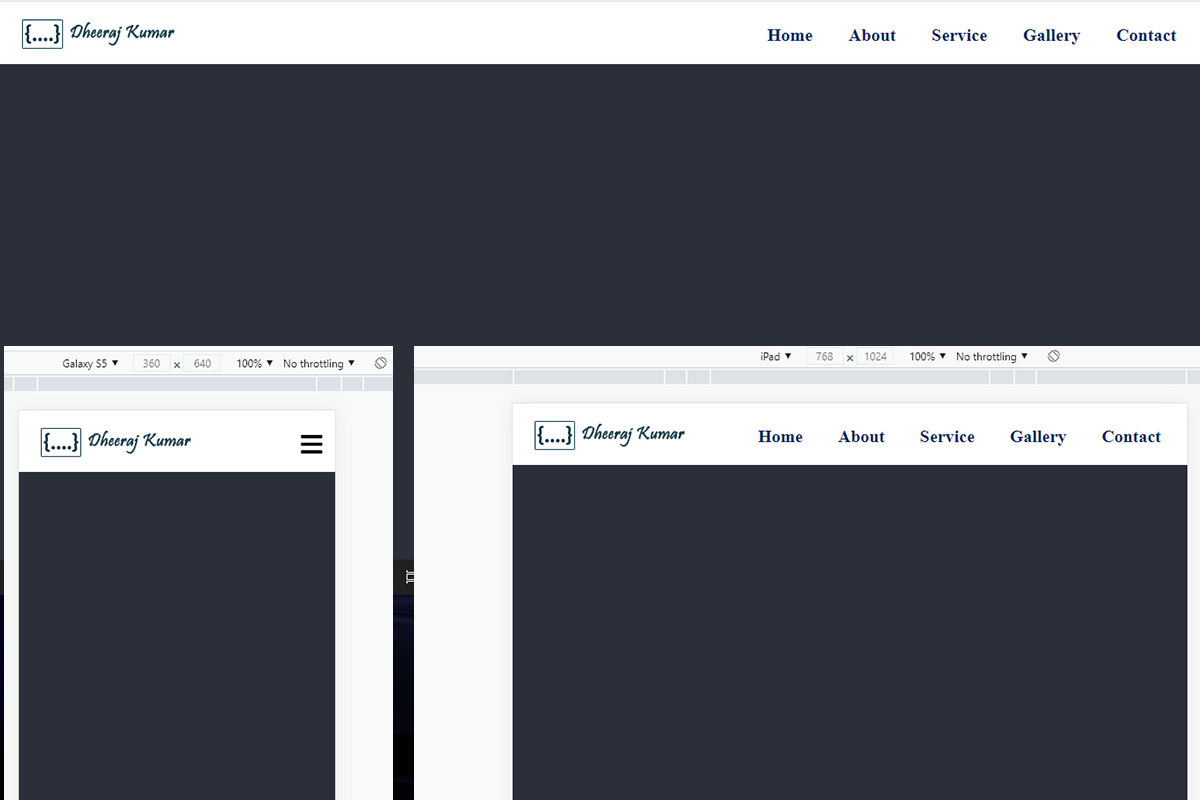 {....} Dheeraj Kumar Home About Service Gallery Contact
Galaxy S5 ▼ 360 x 640 100% ▼ No throttling ▼
{....} Dheeraj Kumar
iPad ▼ 768 x 1024 100% ▼ No throttling ▼
{....} Dheeraj Kumar Home About Service Gallery Contact